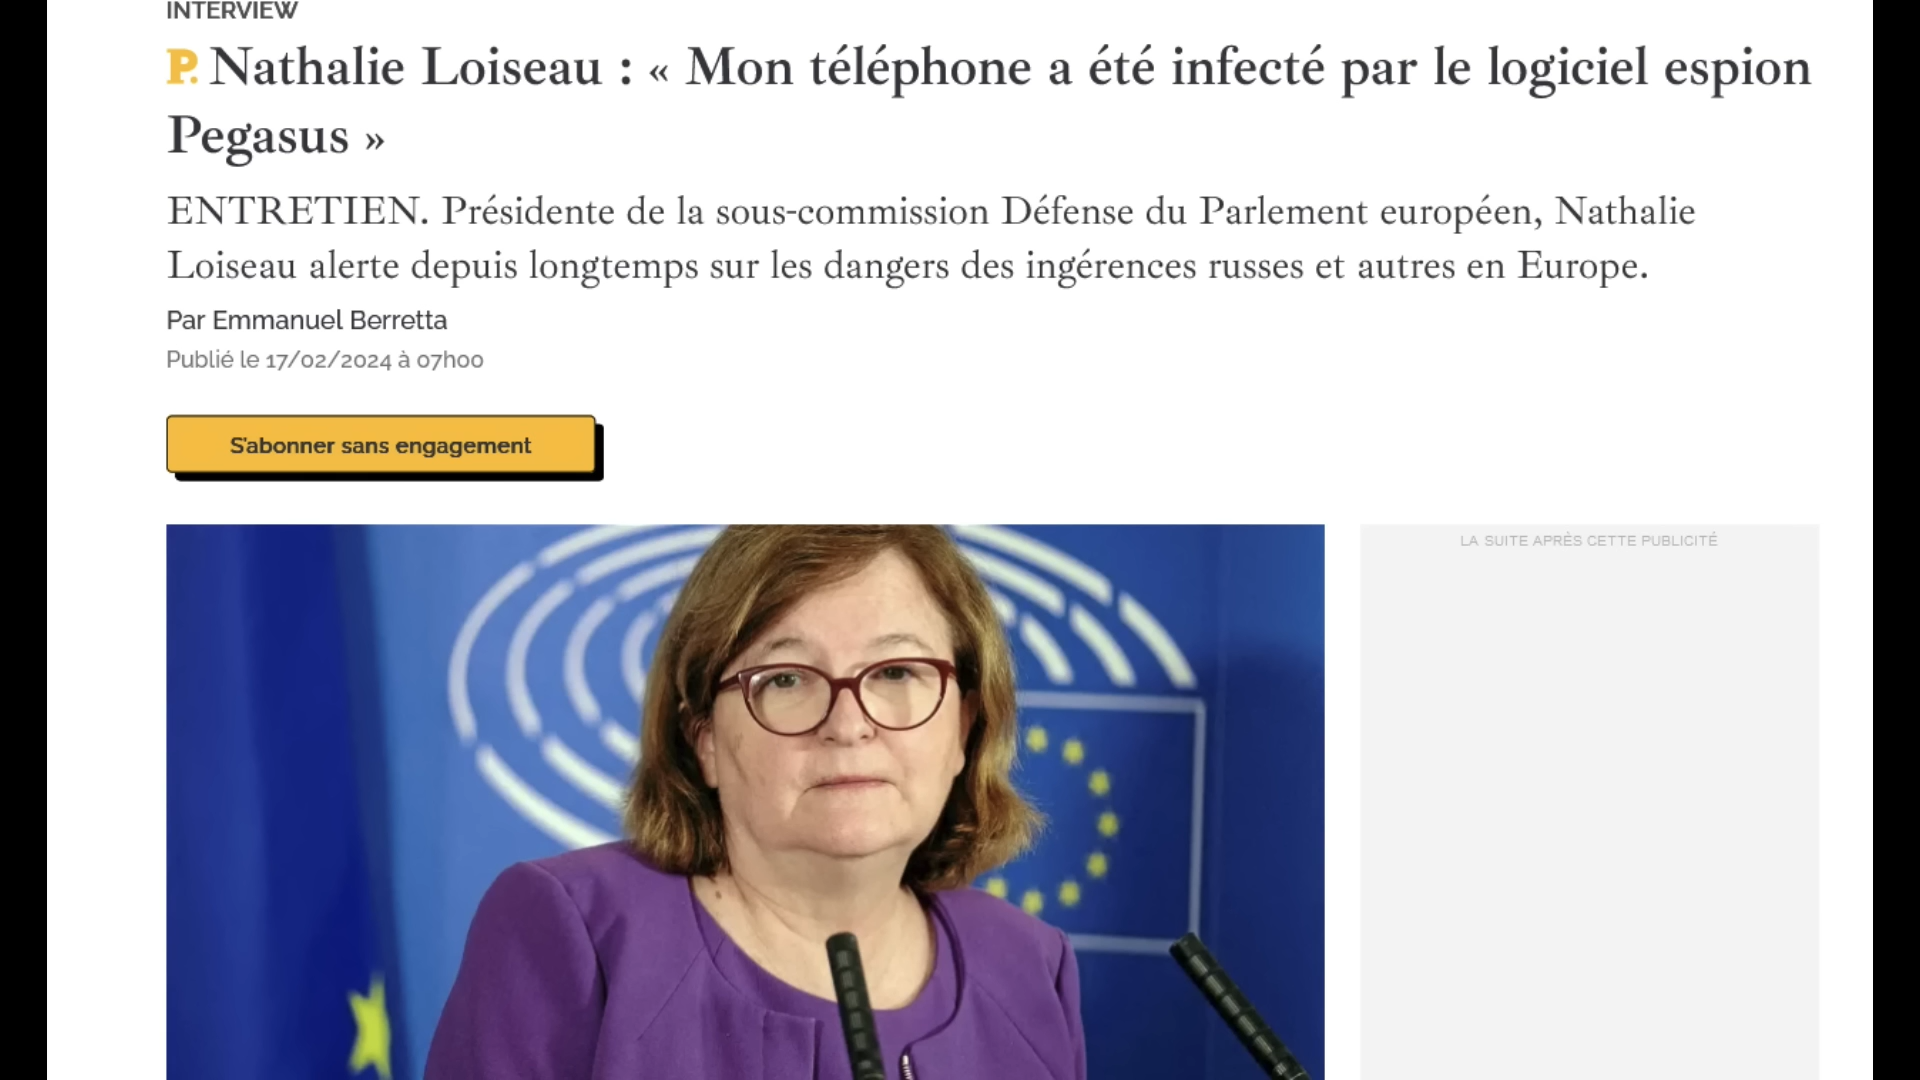 INTERVIEW
P. Nathalie Loiseau : « Mon téléphone a été infecté par le logiciel espion
Pegasus »
ENTRETIEN. Présidente de la sous-commission Défense du Parlement européen, Nathalie
Loiseau alerte depuis longtemps sur les dangers des ingérences russes et autres en Europe.
Par Emmanuel Berretta
Publié le 17/02/2024 à 07h00
S'abonner sans engagement
LA SUITE APRÈS CETTE PUBLICITÉ